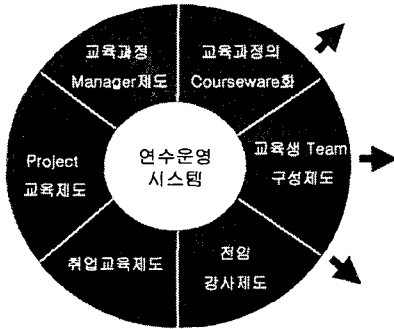 교육과정
Manager제도
교육과정의
Courseware화
교육생 Team
구성제도
전임
강사제도
취업교육제도
Project
교육제도
연수운영
시스템